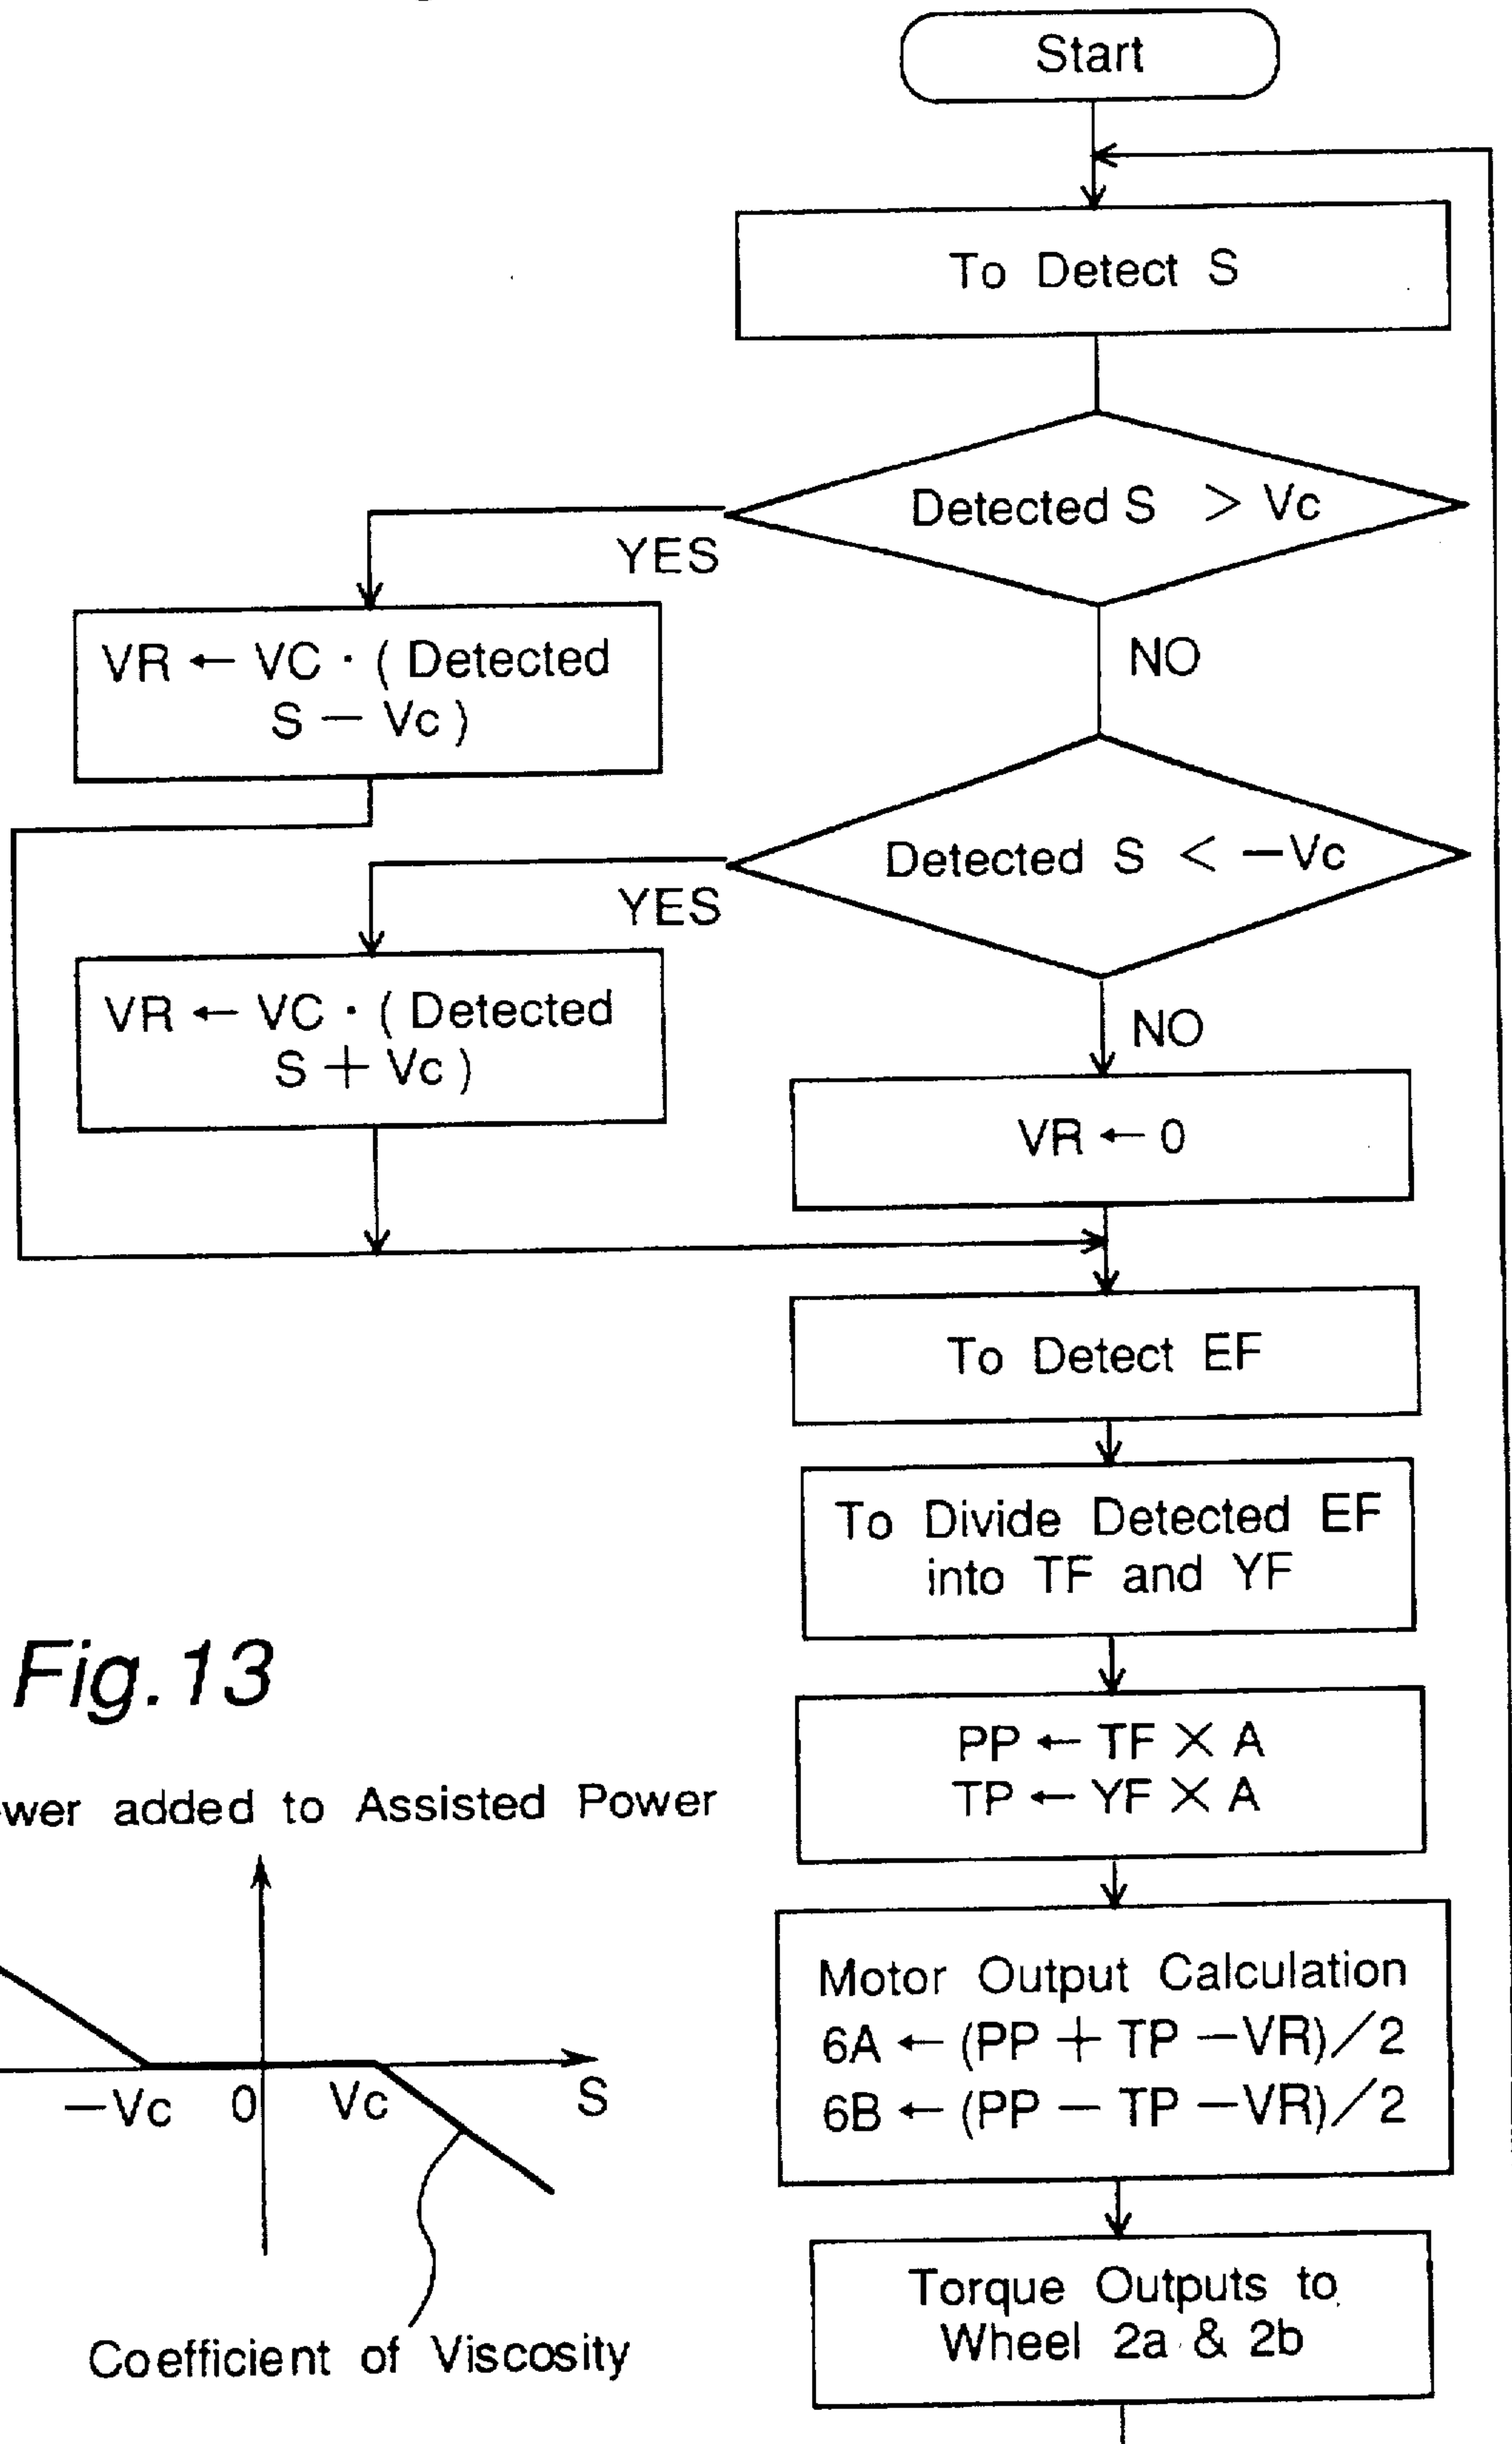 Start
To Detect S
Detected S > Vc
YES
NO
VR ← VC · ( Detected
S − Vc )
Detected S < −Vc
YES
NO
VR ← VC · ( Detected
S + Vc )
VR ← 0
To Detect EF
To Divide Detected EF
into TF and YF
PP ← TF × A
TP ← YF × A
Motor Output Calculation
6A ← (PP + TP −VR)/2
6B ← (PP − TP −VR)/2
Torque Outputs to
Wheel 2a & 2b
Fig.13
added to Assisted Power
−Vc 0 Vc S
Coefficient of Viscosity